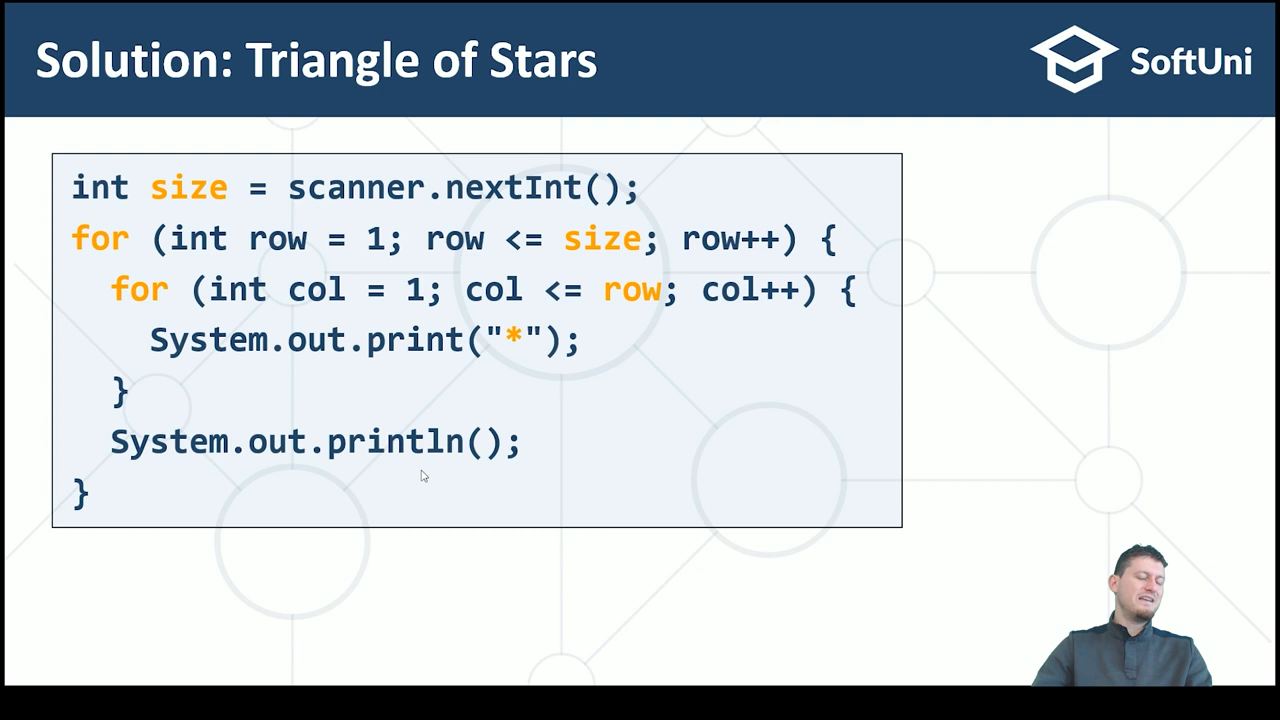 Solution: Triangle of Stars
SoftUni
int size = scanner.nextInt();
for (int row = 1; row <= size; row++) {
for (int col = 1; col <= row; col++) {
System.out.print("*");
}
System.out.println();
}